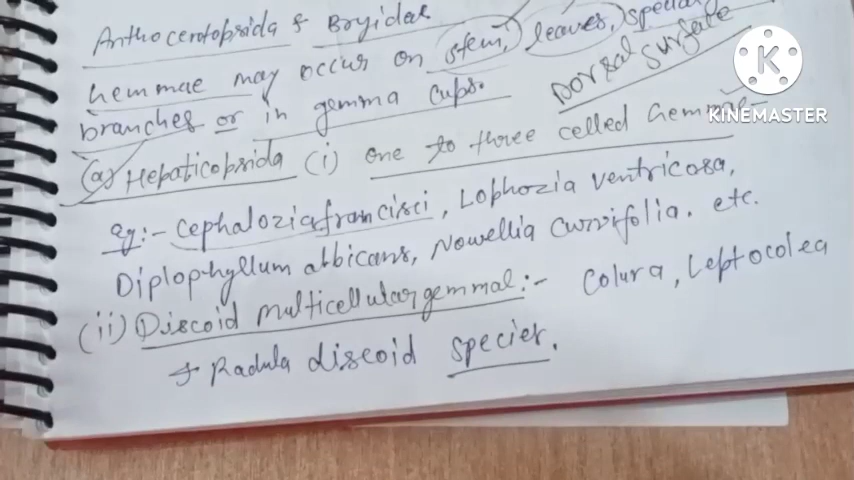 Anthocerotopsida & Bryidae
hemmae may occur on stem, leaves, special
branches or in gemma cups.
Dorsal surface
(a) Hepaticopsida (i) one to three celled Gemmae-
eg:- Cephalozia francisci, Lophozia ventricosa,
Diplophyllum albicans, Nowellia curvifolia. etc.
(ii) Discoid multicellular gemmal:- Colura, Leptocolea
& Radula discoid species.
K
KINEMASTER